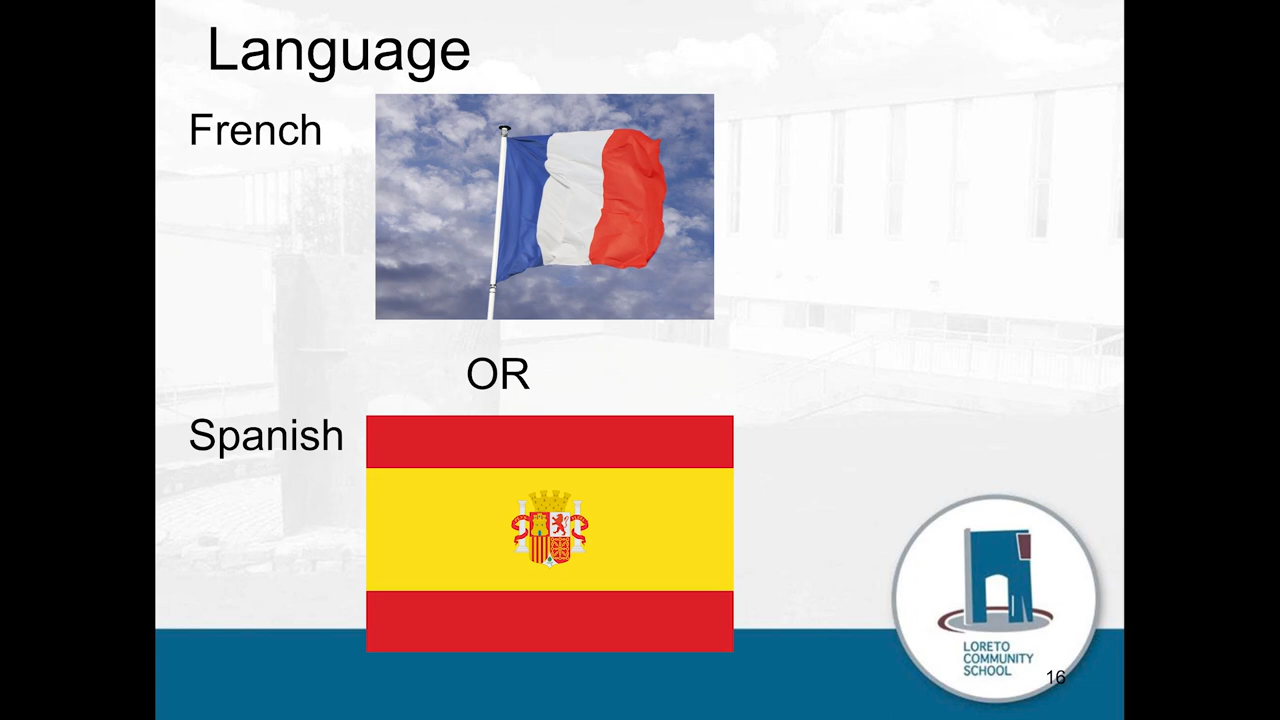 Language
French
OR
Spanish
LORETO
COMMUNITY
SCHOOL
16